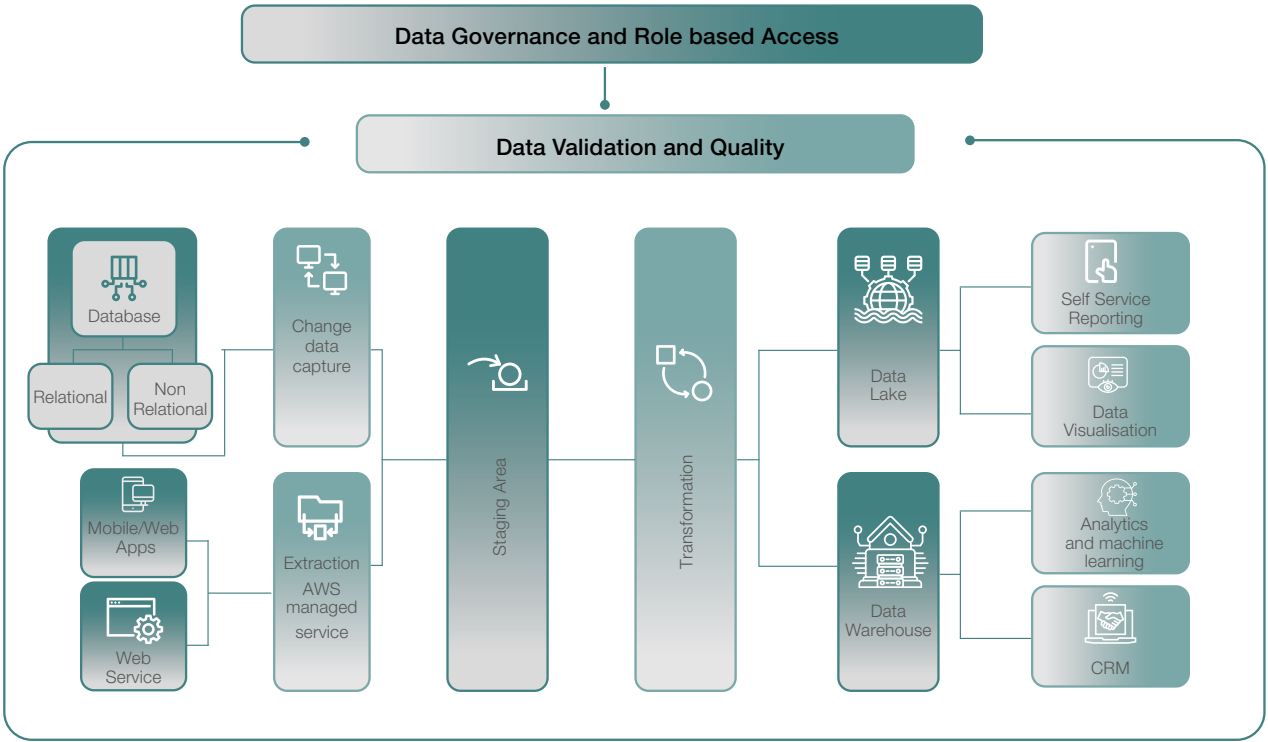 Data Governance and Role based Access
Data Validation and Quality
Database
Relational
Non
Relational
Mobile/Web
Apps
Web
Service
Change
data
capture
Extraction
AWS
managed
service
Staging Area
Transformation
Data
Lake
Data
Warehouse
Self Service
Reporting
Data
Visualisation
Analytics
and machine
learning
CRM